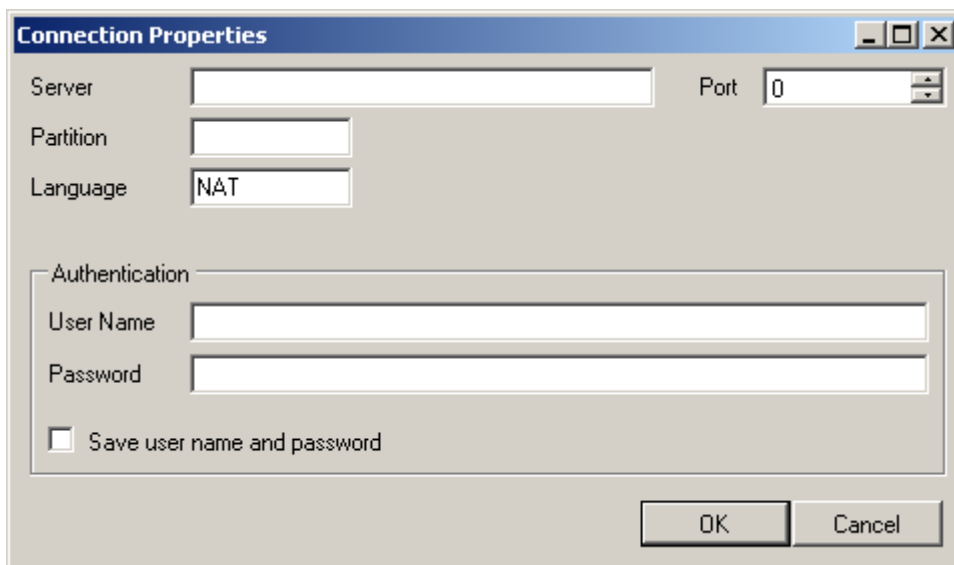 Connection Properties
Server Port 0
Partition
Language NAT
Authentication
User Name
Password
Save user name and password
OK Cancel